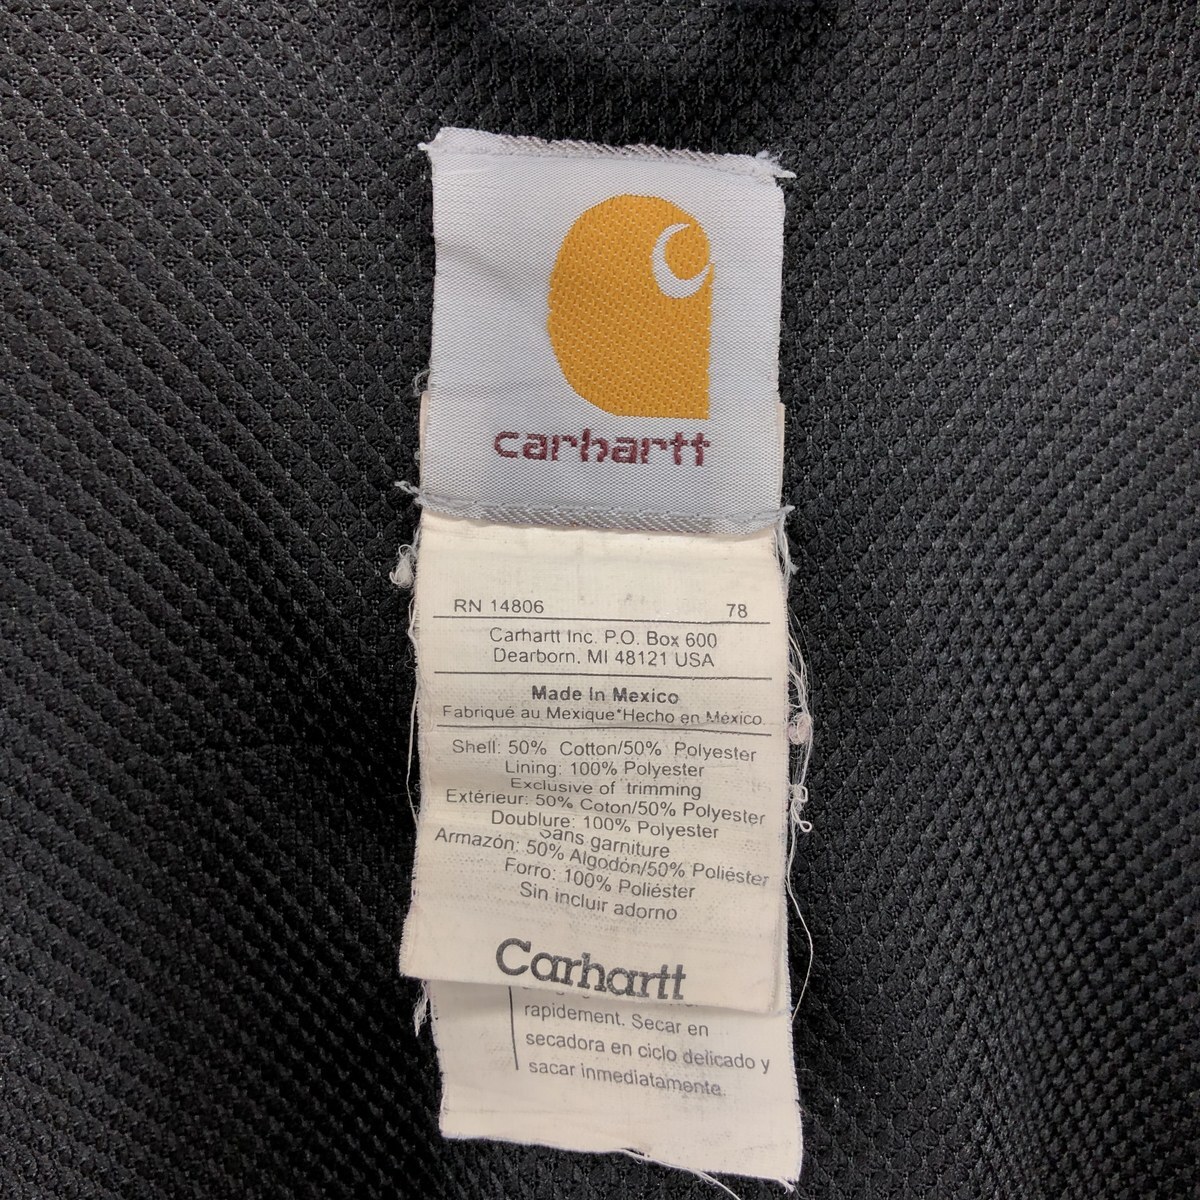 carhartt
RN 14806 78
Carhartt Inc. P.O. Box 600
Dearborn, MI 48121 USA
Made In Mexico
Fabriqué au Mexique*Hecho en México
Shell: 50% Cotton/50% Polyester
Lining: 100% Polyester
Exclusive of trimming
Extérieur: 50% Coton/50% Polyester
Doublure: 100% Polyester
Sans garniture
Armazón: 50% Algodón/50% Poliéster
Forro: 100% Poliéster
Sin incluir adorno
Carhartt
rapidement. Secar en
secadora en ciclo delicado y
sacar inmediatamente.